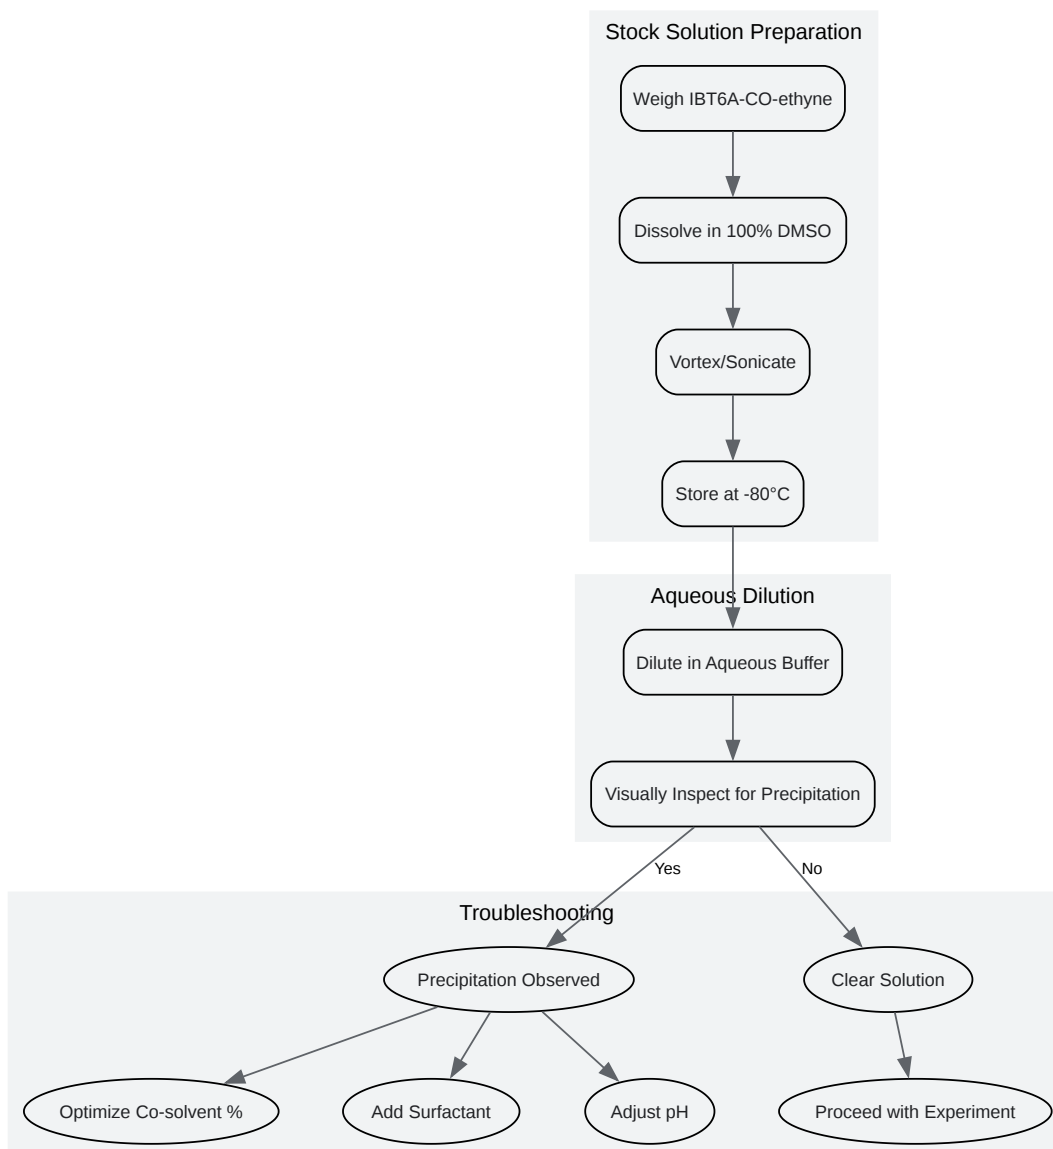 Stock Solution Preparation
Weigh IBT6A-CO-ethyne
Dissolve in 100% DMSO
Vortex/Sonicate
Store at -80°C
Aqueous Dilution
Dilute in Aqueous Buffer
Visually Inspect for Precipitation
Yes
No
Troubleshooting
Precipitation Observed
Clear Solution
Optimize Co-solvent %
Add Surfactant
Adjust pH
Proceed with Experiment